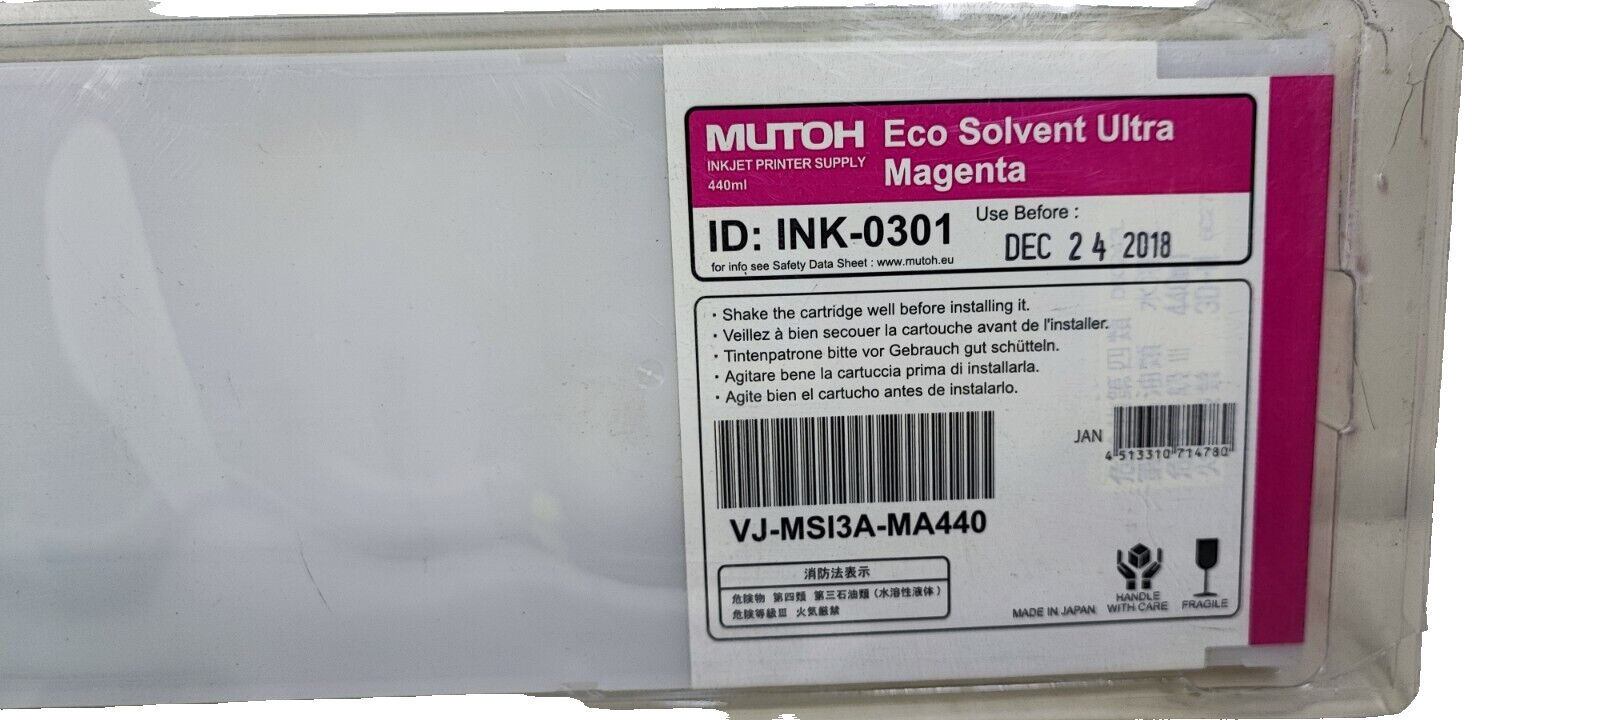 MUTOH
INKJET PRINTER SUPPLY
440ml
Eco Solvent Ultra
Magenta
ID: INK-0301
Use Before :
DEC 24 2018
for info see Safety Data Sheet : www.mutoh.eu
· Shake the cartridge well before installing it.
· Veillez à bien secouer la cartouche avant de l'installer.
· Tintenpatrone bitte vor Gebrauch gut schütteln.
· Agitare bene la cartuccia prima di installarla.
· Agite bien el cartucho antes de instalarlo.
JAN
4 513310 714780
VJ-MSI3A-MA440
消防法表示
危険物 第四類 第三石油類（水溶性液体）
危険等級Ⅲ 火気厳禁
MADE IN JAPAN
HANDLE
WITH CARE
FRAGILE